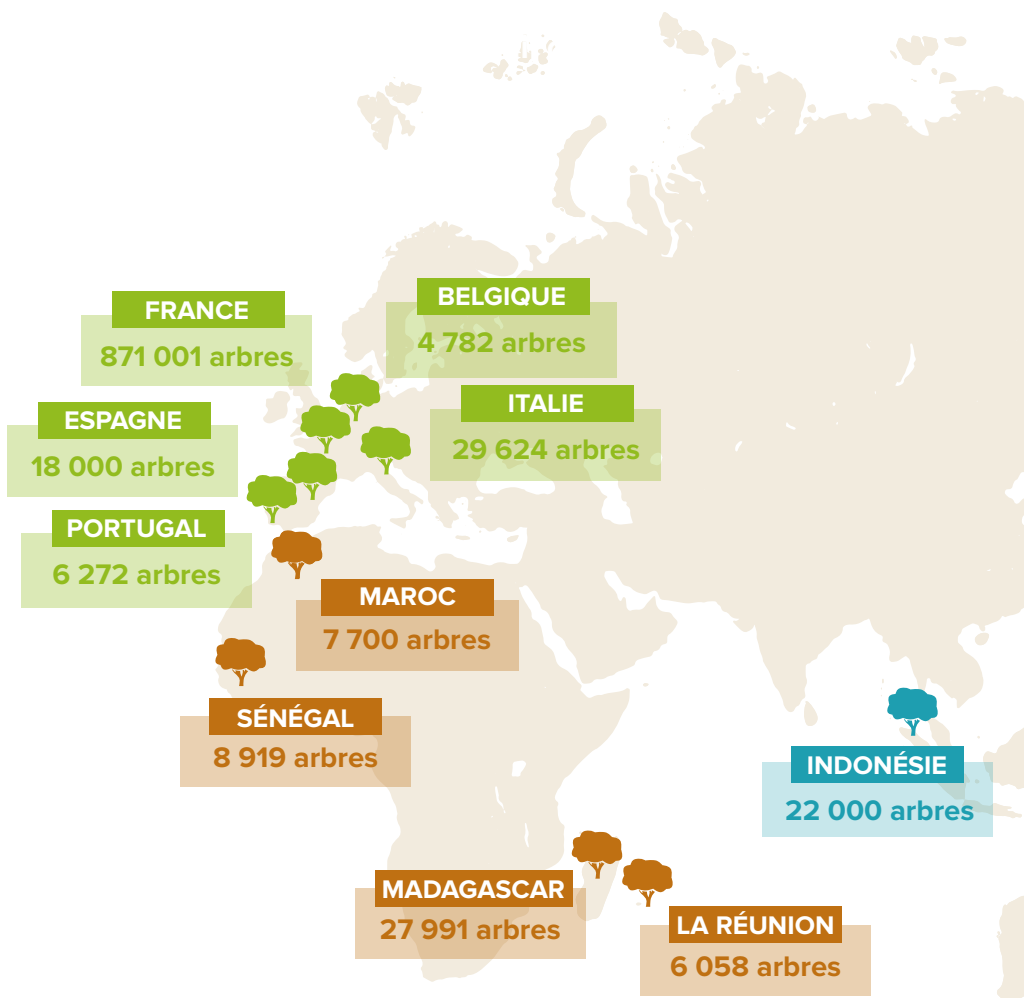 FRANCE
871 001 arbres
BELGIQUE
4 782 arbres
ESPAGNE
18 000 arbres
ITALIE
29 624 arbres
PORTUGAL
6 272 arbres
MAROC
7 700 arbres
SÉNÉGAL
8 919 arbres
INDONÉSIE
22 000 arbres
MADAGASCAR
27 991 arbres
LA RÉUNION
6 058 arbres